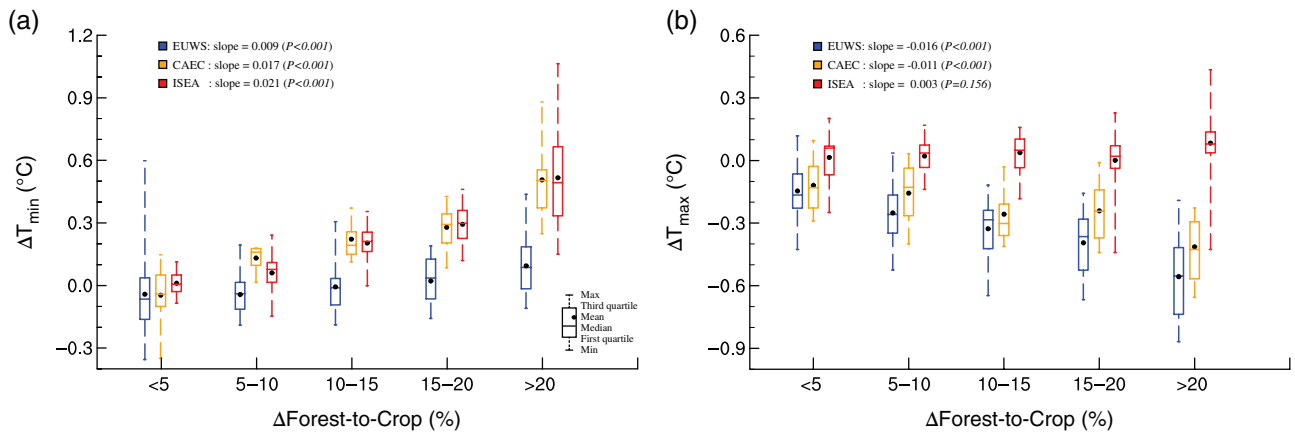 (a)
1.2
0.9
0.6
0.3
0.0
−0.3
ΔTmin (°C)
EUWS: slope = 0.009 (P<0.001)
CAEC : slope = 0.017 (P<0.001)
ISEA : slope = 0.021 (P<0.001)
Max
Third quartile
Mean
Median
First quartile
Min
<5 5−10 10−15 15−20 >20
ΔForest-to-Crop (%)
(b)
0.6
0.3
0.0
−0.3
−0.6
−0.9
ΔTmax (°C)
EUWS: slope = -0.016 (P<0.001)
CAEC : slope = -0.011 (P<0.001)
ISEA : slope = 0.003 (P=0.156)
<5 5−10 10−15 15−20 >20
ΔForest-to-Crop (%)